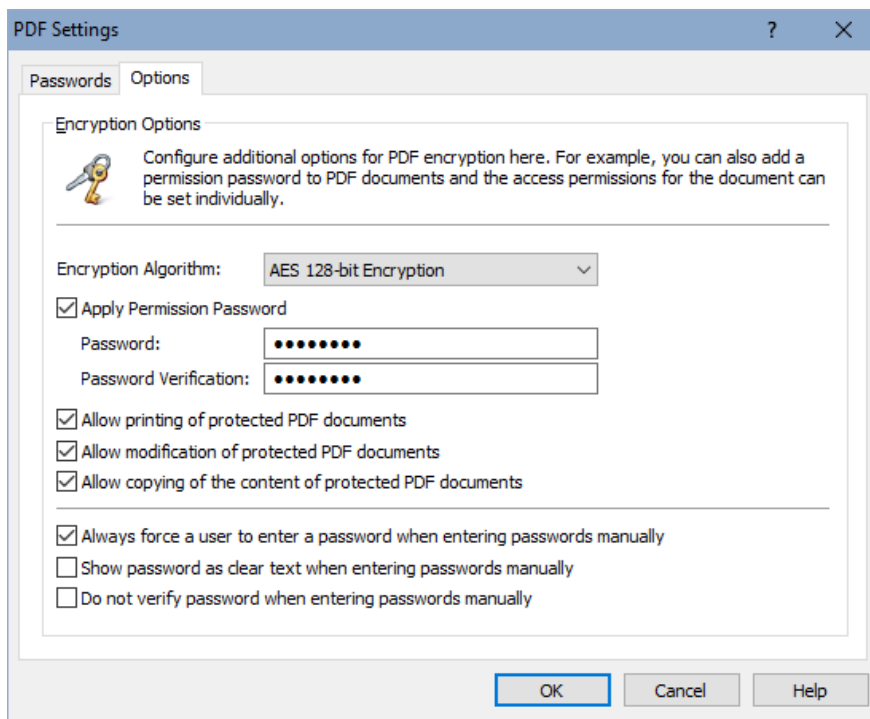 PDF Settings
?
Passwords
Options
Encryption Options
Configure additional options for PDF encryption here. For example, you can also add a
permission password to PDF documents and the access permissions for the document can
be set individually.
Encryption Algorithm:
AES 128-bit Encryption
Apply Permission Password
Password:
●●●●●●●●
Password Verification:
●●●●●●●●
Allow printing of protected PDF documents
Allow modification of protected PDF documents
Allow copying of the content of protected PDF documents
Always force a user to enter a password when entering passwords manually
Show password as clear text when entering passwords manually
Do not verify password when entering passwords manually
OK
Cancel
Help